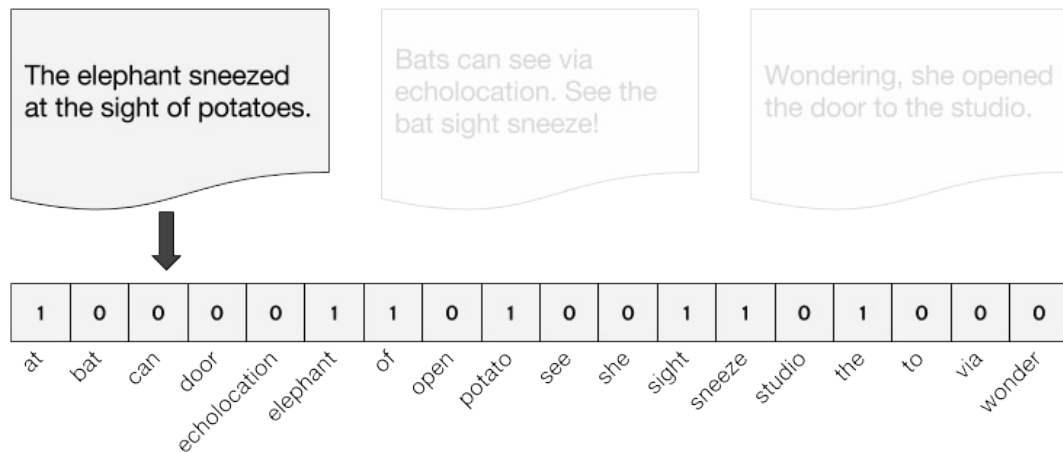 The elephant sneezed
at the sight of potatoes.
Bats can see via
echolocation. See the
bat sight sneeze!
Wondering, she opened
the door to the studio.
1 0 0 0 0 1 1 0 1 0 0 1 1 0 1 0 0 0
at bat can door echolocation elephant of open potato see she sight sneeze studio the to via wonder